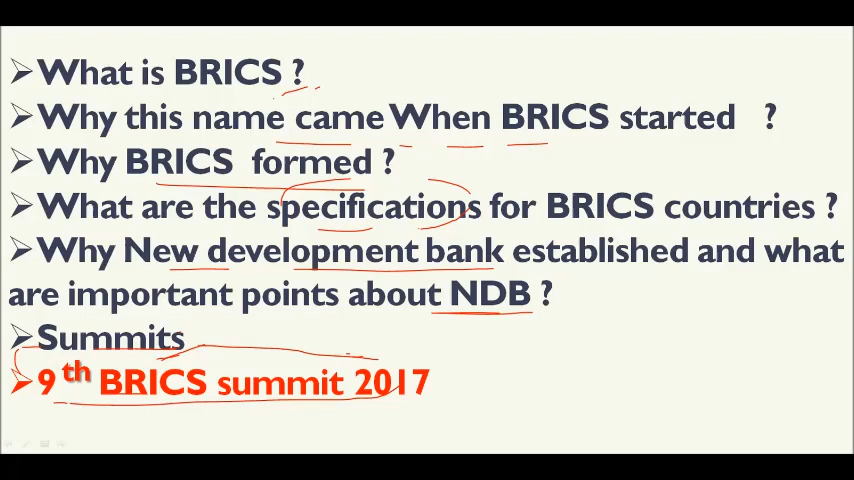 ➢What is BRICS ?
➢Why this name came When BRICS started ?
➢Why BRICS formed ?
➢What are the specifications for BRICS countries ?
➢Why New development bank established and what
are important points about NDB ?
➢Summits
➢9th BRICS summit 2017